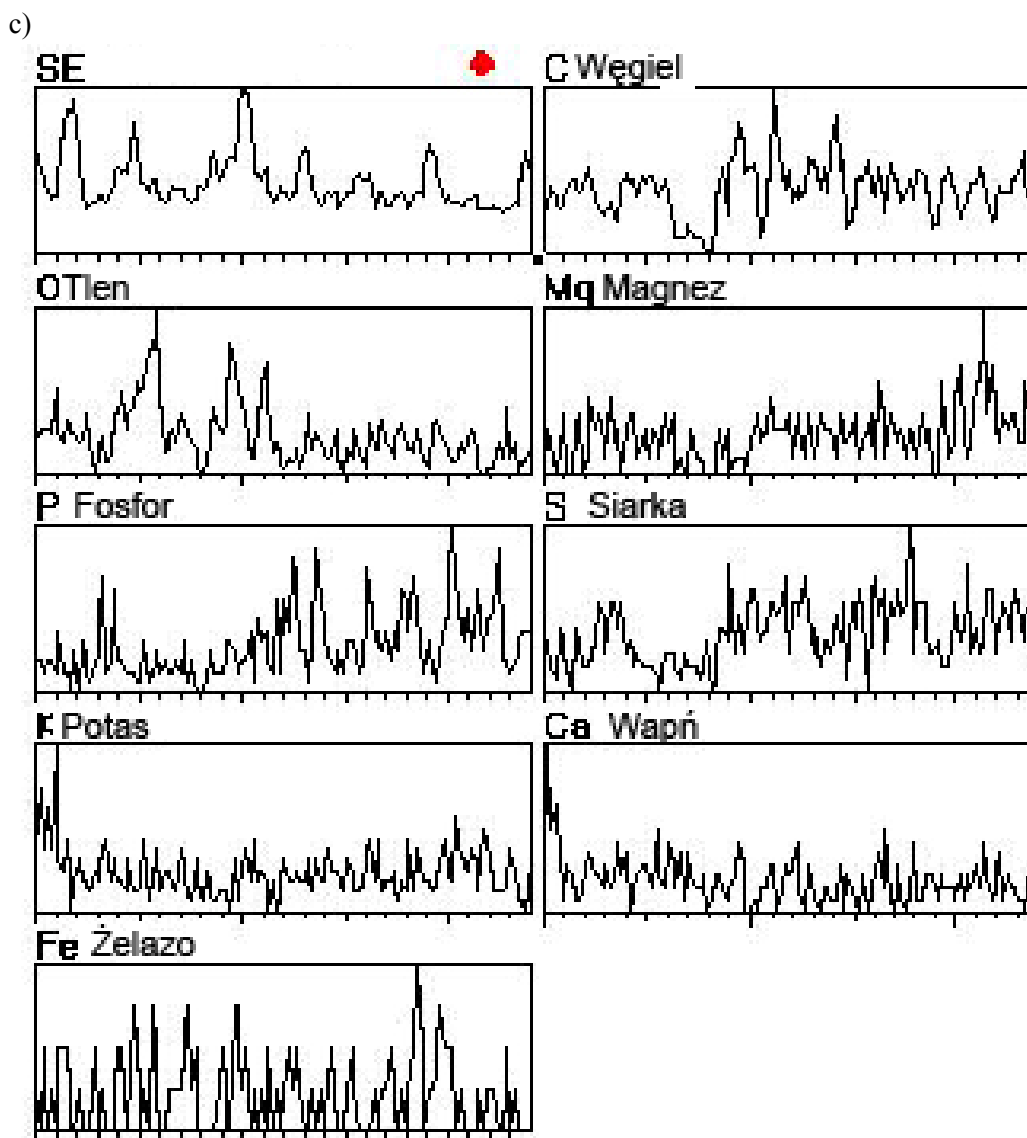 c)
SE C Węgiel
O Tlen Mg Magnez
P Fosfor S Siarka
K Potas Ca Wapń
Fe Żelazo